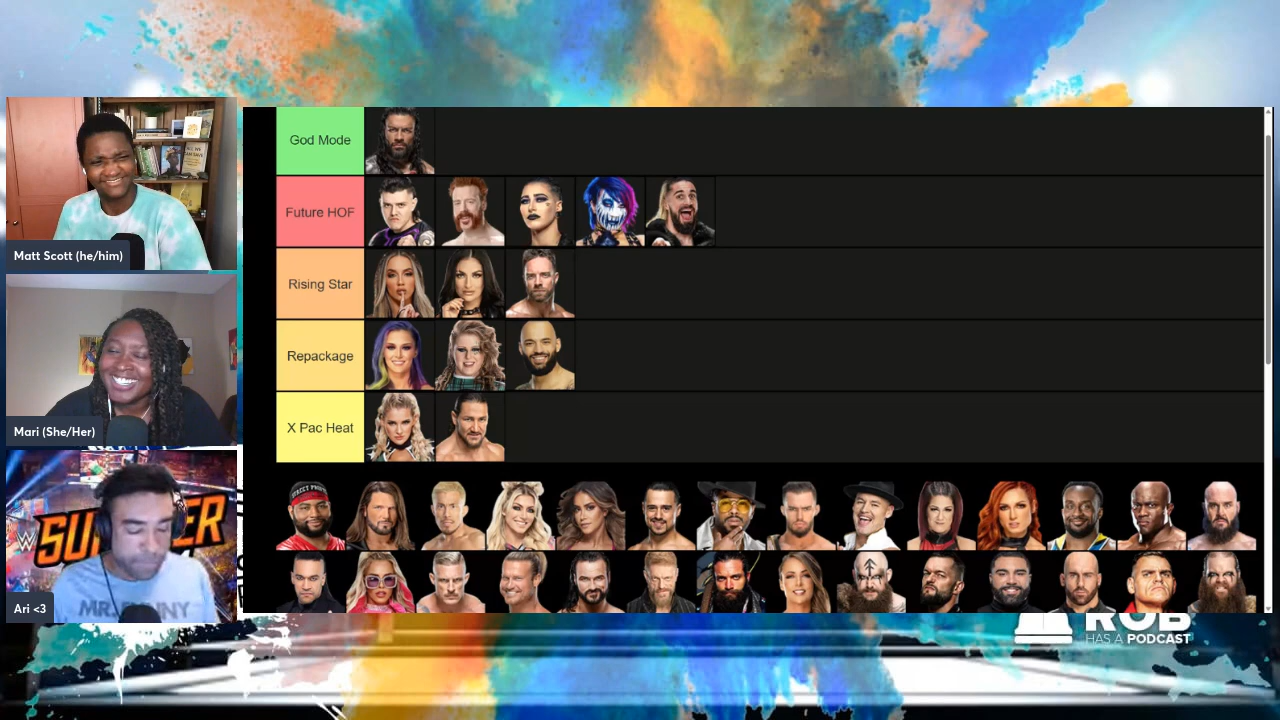 God Mode
Future HOF
Rising Star
Repackage
X Pac Heat
Matt Scott (he/him)
Mari (She/Her)
Ari <3
ROB
HAS A PODCAST